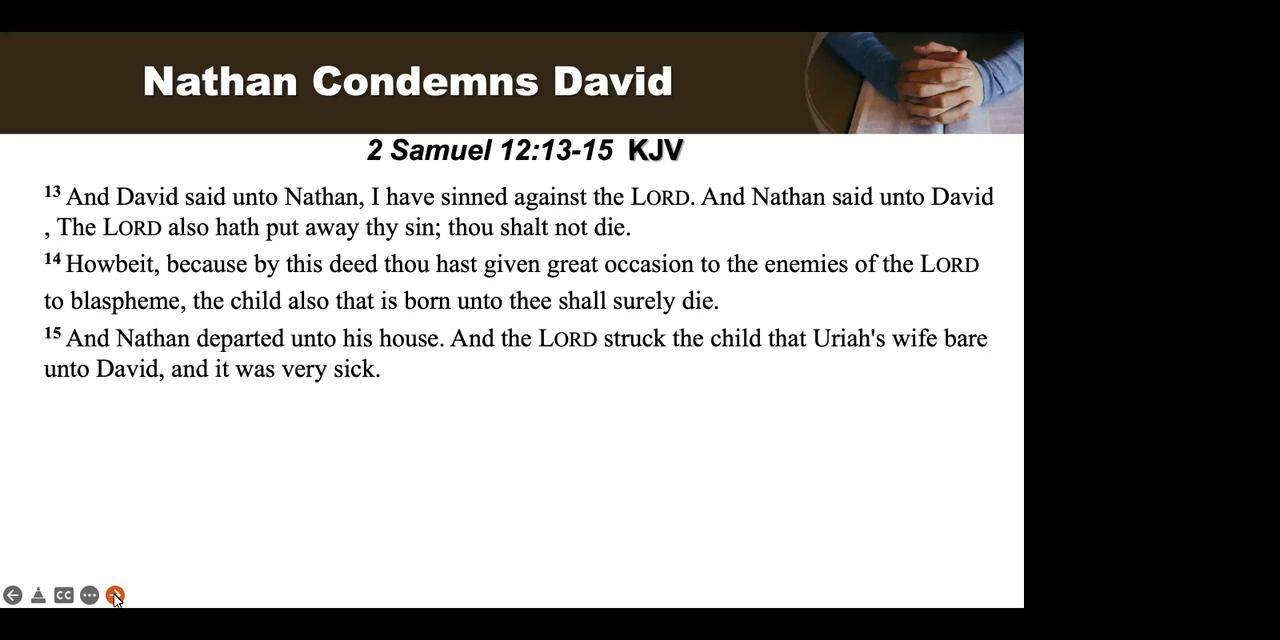 Nathan Condemns David
2 Samuel 12:13-15 KJV
13 And David said unto Nathan, I have sinned against the LORD. And Nathan said unto David
, The LORD also hath put away thy sin; thou shalt not die.
14 Howbeit, because by this deed thou hast given great occasion to the enemies of the LORD
to blaspheme, the child also that is born unto thee shall surely die.
15 And Nathan departed unto his house. And the LORD struck the child that Uriah's wife bare
unto David, and it was very sick.
CC